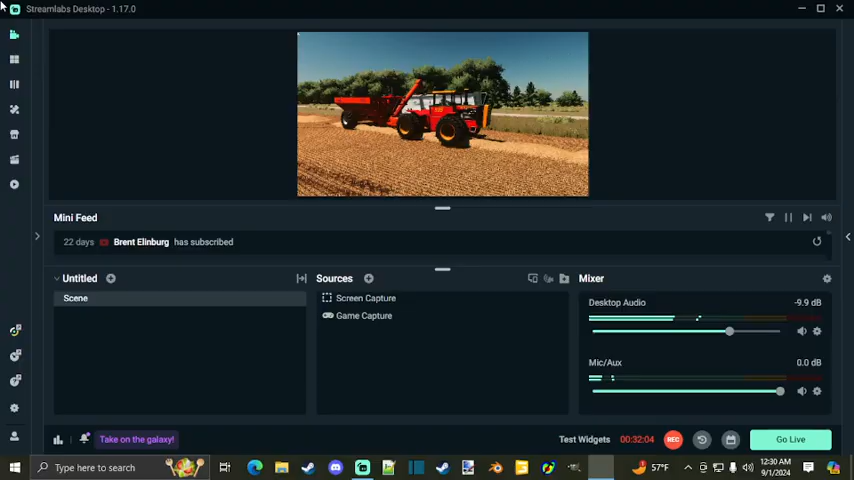 Streamlabs Desktop - 1.17.0
Mini Feed
22 days Brent Elinburg has subscribed
Untitled
Scene
Sources
Screen Capture
Game Capture
Mixer
Desktop Audio -9.9 dB
Mic/Aux 0.0 dB
Take on the galaxy!
Test Widgets 00:32:04 REC Go Live
Type here to search
57°F
12:30 AM
9/1/2024